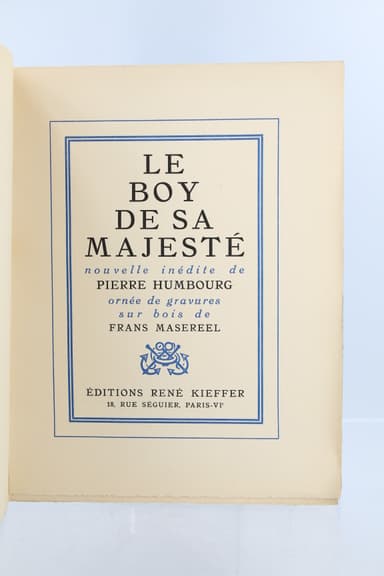 LE
BOY
DE SA
MAJESTÉ
nouvelle inédite de
PIERRE HUMBOURG
ornée de gravures
sur bois de
FRANS MASEREEL
ÉDITIONS RENÉ KIEFFER
18, RUE SÉGUIER, PARIS-VIᵉ